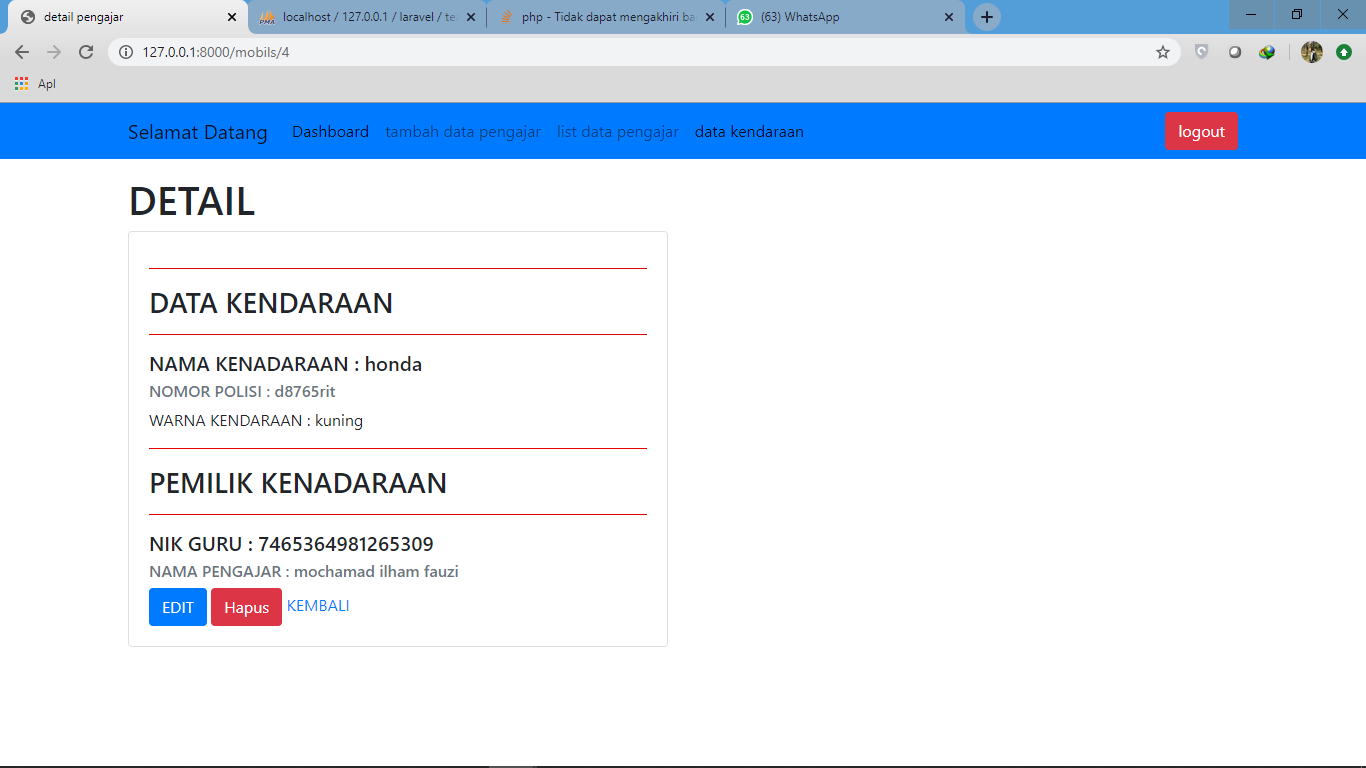 detail pengajar
localhost / 127.0.0.1 / laravel / te
php - Tidak dapat mengakhiri ba
63
(63) WhatsApp
127.0.0.1:8000/mobils/4
Apl
Selamat Datang Dashboard tambah data pengajar list data pengajar data kendaraan logout
DETAIL
DATA KENDARAAN
NAMA KENADARAAN : honda
NOMOR POLISI : d8765rit
WARNA KENDARAAN : kuning
PEMILIK KENADARAAN
NIK GURU : 7465364981265309
NAMA PENGAJAR : mochamad ilham fauzi
EDIT Hapus KEMBALI